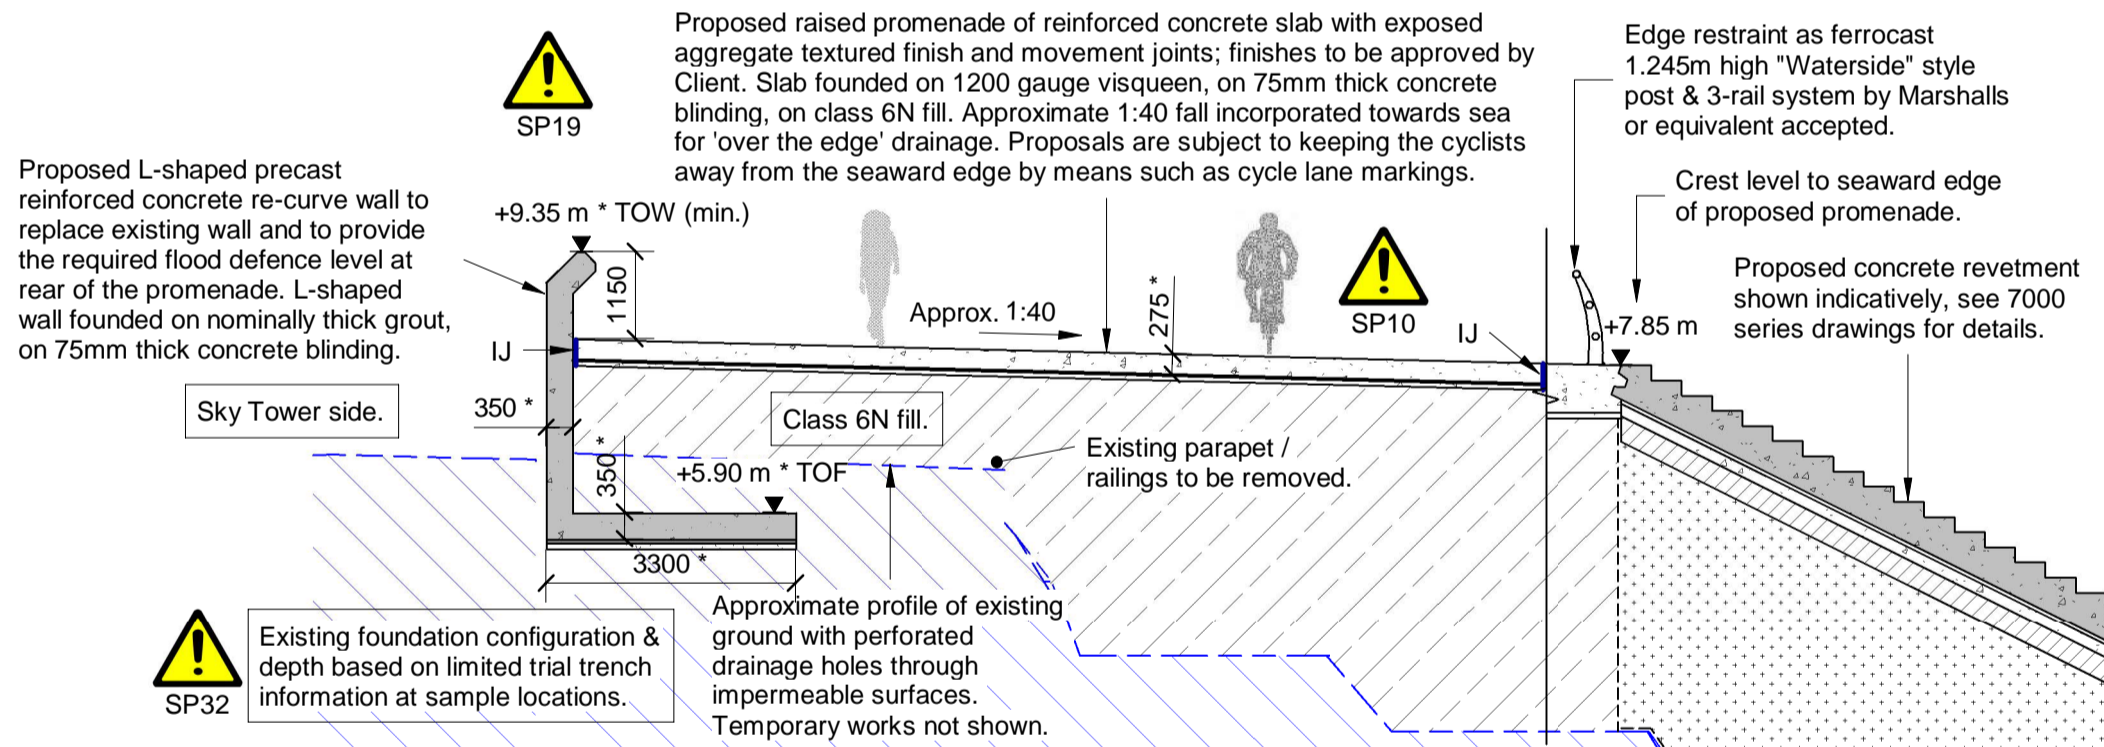 Proposed raised promenade of reinforced concrete slab with exposed
aggregate textured finish and movement joints; finishes to be approved by
Client. Slab founded on 1200 gauge visqueen, on 75mm thick concrete
blinding, on class 6N fill. Approximate 1:40 fall incorporated towards sea
for 'over the edge' drainage. Proposals are subject to keeping the cyclists
away from the seaward edge by means such as cycle lane markings.
SP19
Edge restraint as ferrocast
1.245m high "Waterside" style
post & 3-rail system by Marshalls
or equivalent accepted.
Proposed L-shaped precast
reinforced concrete re-curve wall to
replace existing wall and to provide
the required flood defence level at
rear of the promenade. L-shaped
wall founded on nominally thick grout,
on 75mm thick concrete blinding.
+9.35 m * TOW (min.)
Crest level to seaward edge
of proposed promenade.
Proposed concrete revetment
shown indicatively, see 7000
series drawings for details.
1150
Approx. 1:40
275 *
SP10
IJ
+7.85 m
IJ
Sky Tower side.
350 *
Class 6N fill.
350 *
+5.90 m * TOF
Existing parapet /
railings to be removed.
3300 *
SP32
Existing foundation configuration &
depth based on limited trial trench
information at sample locations.
Approximate profile of existing
ground with perforated
drainage holes through
impermeable surfaces.
Temporary works not shown.